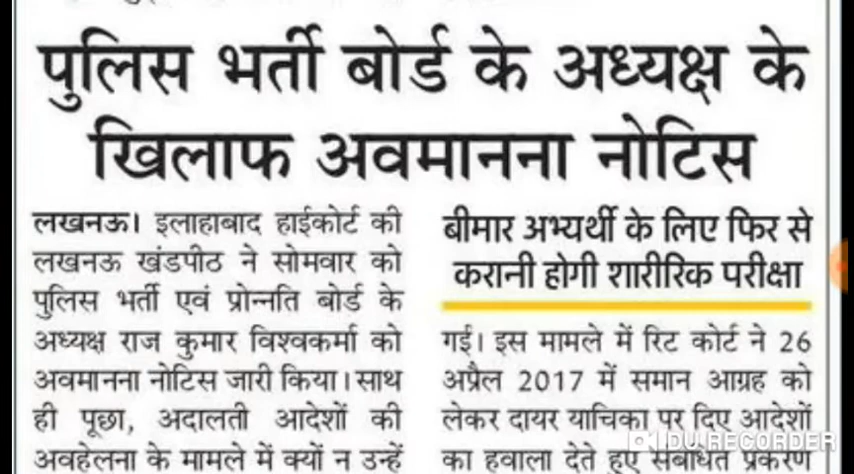 पुलिस भर्ती बोर्ड के अध्यक्ष के
खिलाफ अवमानना नोटिस
लखनऊ। इलाहाबाद हाईकोर्ट की
लखनऊ खंडपीठ ने सोमवार को
पुलिस भर्ती एवं प्रोन्नति बोर्ड के
अध्यक्ष राज कुमार विश्वकर्मा को
अवमानना नोटिस जारी किया। साथ
ही पूछा, अदालती आदेशों की
अवहेलना के मामले में क्यों न उन्हें
बीमार अभ्यर्थी के लिए फिर से
करानी होगी शारीरिक परीक्षा
गई। इस मामले में रिट कोर्ट ने 26
अप्रैल 2017 में समान आग्रह को
लेकर दायर याचिका पर दिए आदेशों
का हवाला देते हुए संबंधित प्रकरण
DU RECORDER